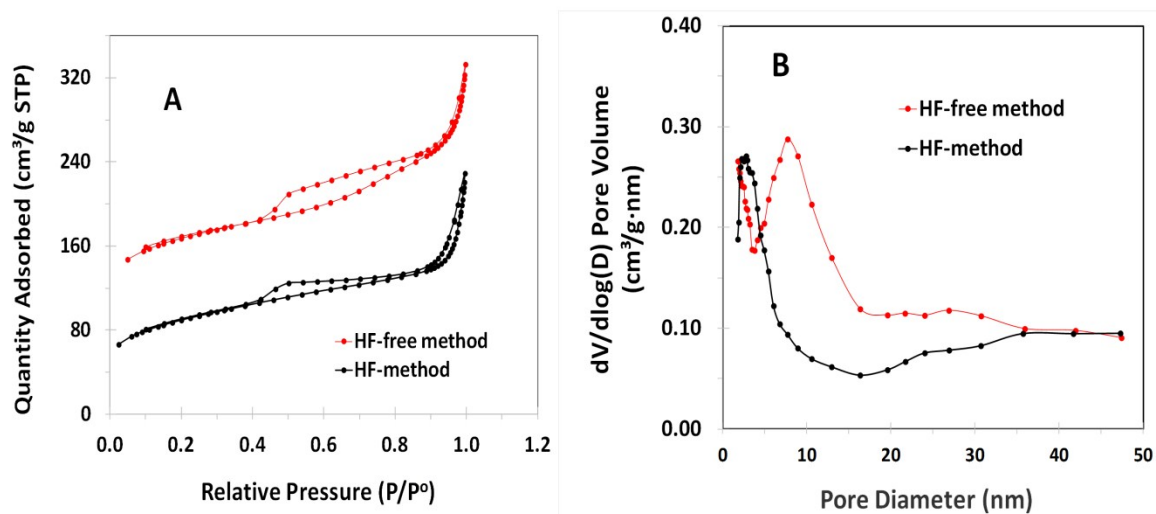 A
Quantity Adsorbed (cm³/g STP)
320
240
160
80
0
0.0 0.2 0.4 0.6 0.8 1.0 1.2
Relative Pressure (P/Pº)
HF-free method
HF-method
B
dV/dlog(D) Pore Volume
(cm³/g·nm)
0.40
0.30
0.20
0.10
0.00
0 10 20 30 40 50
Pore Diameter (nm)
HF-free method
HF-method